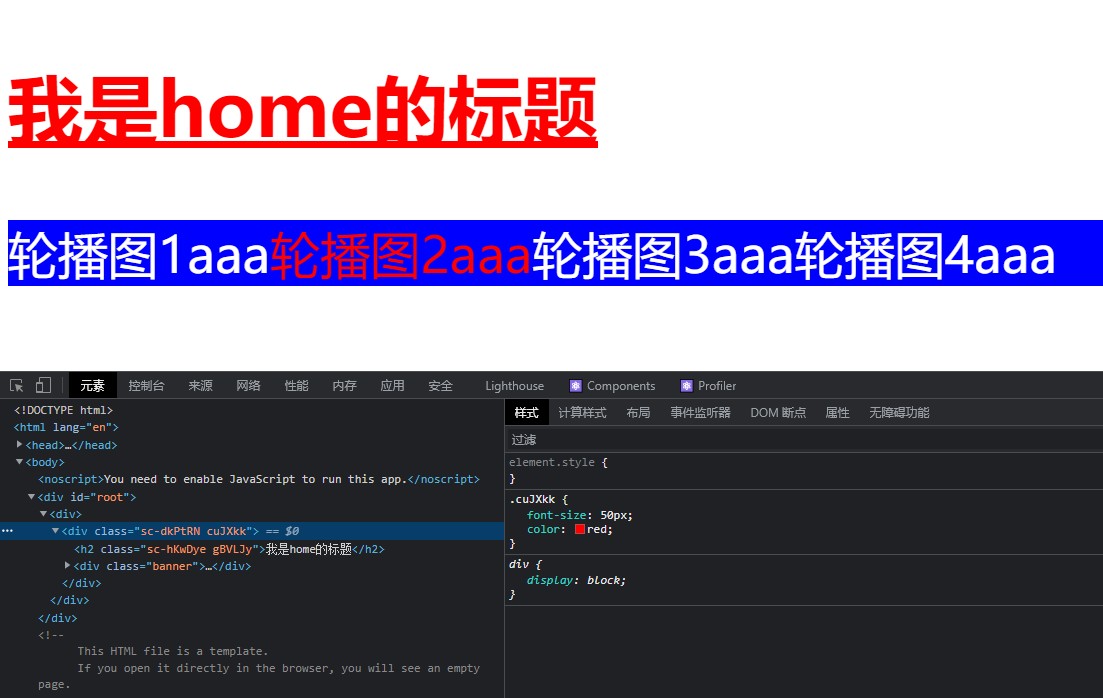 我是home的标题
轮播图1aaa轮播图2aaa轮播图3aaa轮播图4aaa
元素 控制台 来源 网络 性能 内存 应用 安全 Lighthouse Components Profiler
<!DOCTYPE html>
<html lang="en">
<head>…</head>
<body>
<noscript>You need to enable JavaScript to run this app.</noscript>
<div id="root">
<div>
<div class="sc-dkPtRN cuJXkk"> == $0
<h2 class="sc-hKwDye gBVLJy">我是home的标题</h2>
<div class="banner">…</div>
</div>
</div>
</div>
<!--
This HTML file is a template.
If you open it directly in the browser, you will see an empty
page.
样式 计算样式 布局 事件监听器 DOM 断点 属性 无障碍功能
过滤
element.style {
}
.cuJXkk {
font-size: 50px;
color: red;
}
div {
display: block;
}